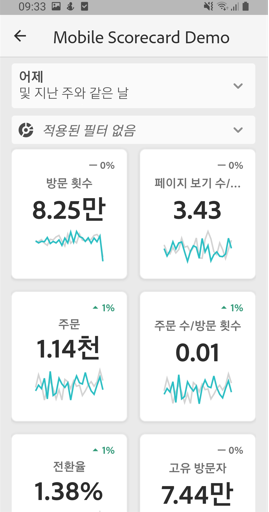 09:33
Mobile Scorecard Demo
어제
및 지난 주와 같은 날
적용된 필터 없음
— 0%
방문 횟수
8.25만
— 0%
페이지 보기 수/...
3.43
1%
주문
1.14천
1%
주문 수/방문 횟수
0.01
1%
전환율
1.38%
— 0%
고유 방문자
7.44만